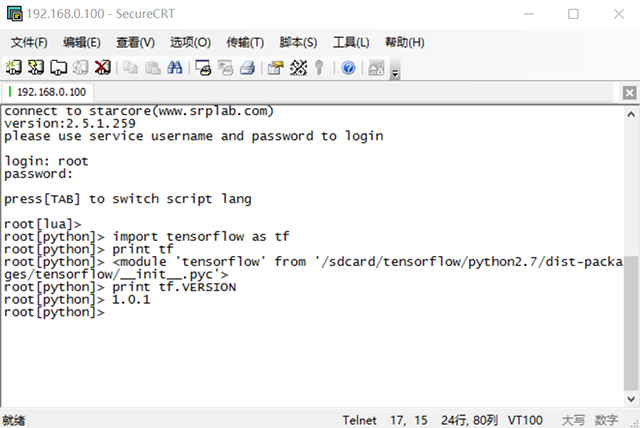 192.168.0.100 - SecureCRT
文件(F) 编辑(E) 查看(V) 选项(O) 传输(T) 脚本(S) 工具(L) 帮助(H)
192.168.0.100
connect to starcore(www.srplab.com)
version:2.5.1.259
please use service username and password to login
login: root
password:
press[TAB] to switch script lang
root[lua]>
root[python]> import tensorflow as tf
root[python]> print tf
root[python]> <module 'tensorflow' from '/sdcard/tensorflow/python2.7/dist-packa
ges/tensorflow/__init__.pyc'>
root[python]> print tf.VERSION
root[python]> 1.0.1
root[python]>
就绪 Telnet 17, 15 24行, 80列 VT100 大写 数字